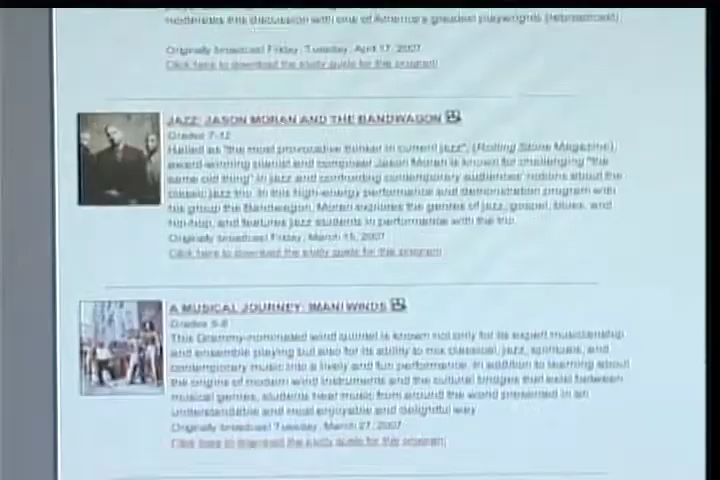 moderates this discussion with one of America's greatest playwrights (rebroadcast).
Originally broadcast Friday, Tuesday, April 17, 2007
Click here to download the study guide for this program
JAZZ: JASON MORAN AND THE BANDWAGON
Grades 7-12
Hailed as "the most provocative thinker in current jazz", (Rolling Stone Magazine),
award-winning pianist and composer Jason Moran is known for challenging "the
same old thing" in jazz and confronting contemporary audiences' notions about the
classic jazz trio. In this high-energy performance and demonstration program with
his group the Bandwagon, Moran explores the genres of jazz, gospel, blues, and
hip-hop, and features jazz students in performance with the trio.
Originally broadcast Friday, March 2007
Click here to download the study guide for this program
A MUSICAL JOURNEY: IMANI WINDS
Grades
This Grammy-nominated wind quintet is known not only for its expert musicianship
and ensemble playing but also for its ability to mix classical, jazz, spirituals, and
contemporary music into a lively and fun performance. In addition to learning about
the origins of modern wind instruments and the cultural bridges that exist between
musical genres, students hear music from around the world presented in an
understandable and most enjoyable and delightful way.
Originally broadcast Tuesday, March 27, 2007
Click here to download the study guide for this program